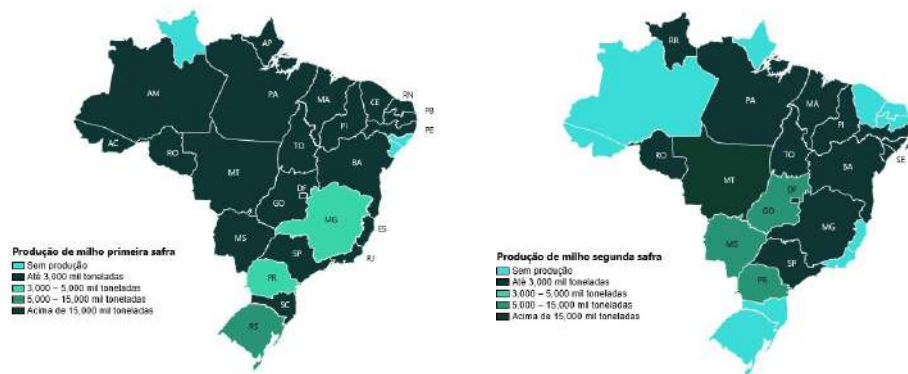 AP
AM
PA
MA
CE
RN
PB
PE
PI
AC
RO
TO
BA
MT
DF
GO
MG
ES
MS
SP
RJ
PR
SC
RS
Produção de milho primeira safra
Sem produção
Até 3,000 mil toneladas
3,000 – 5,000 mil toneladas
5,000 – 15,000 mil toneladas
Acima de 15,000 mil toneladas
RR
PA
MA
PI
RO
TO
SE
BA
MT
DF
GO
MG
MS
SP
PR
Produção de milho segunda safra
Sem produção
Até 3,000 mil toneladas
3,000 – 5,000 mil toneladas
5,000 – 15,000 mil toneladas
Acima de 15,000 mil toneladas